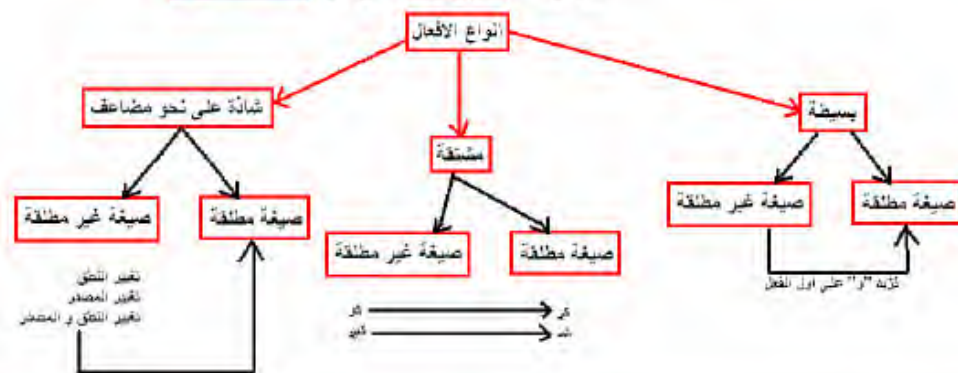 انواع الافعال
شاذة على نحو مضاعف
بسيطة
مشتقة
صيغة غير مطلقة
صيغة مطلقة
صيغة غير مطلقة
صيغة مطلقة
صيغة غير مطلقة
صيغة مطلقة
تغيير النطق
تغيير المصدر
تغيير النطق و المصدر
نزيد "و" على اول الفعل